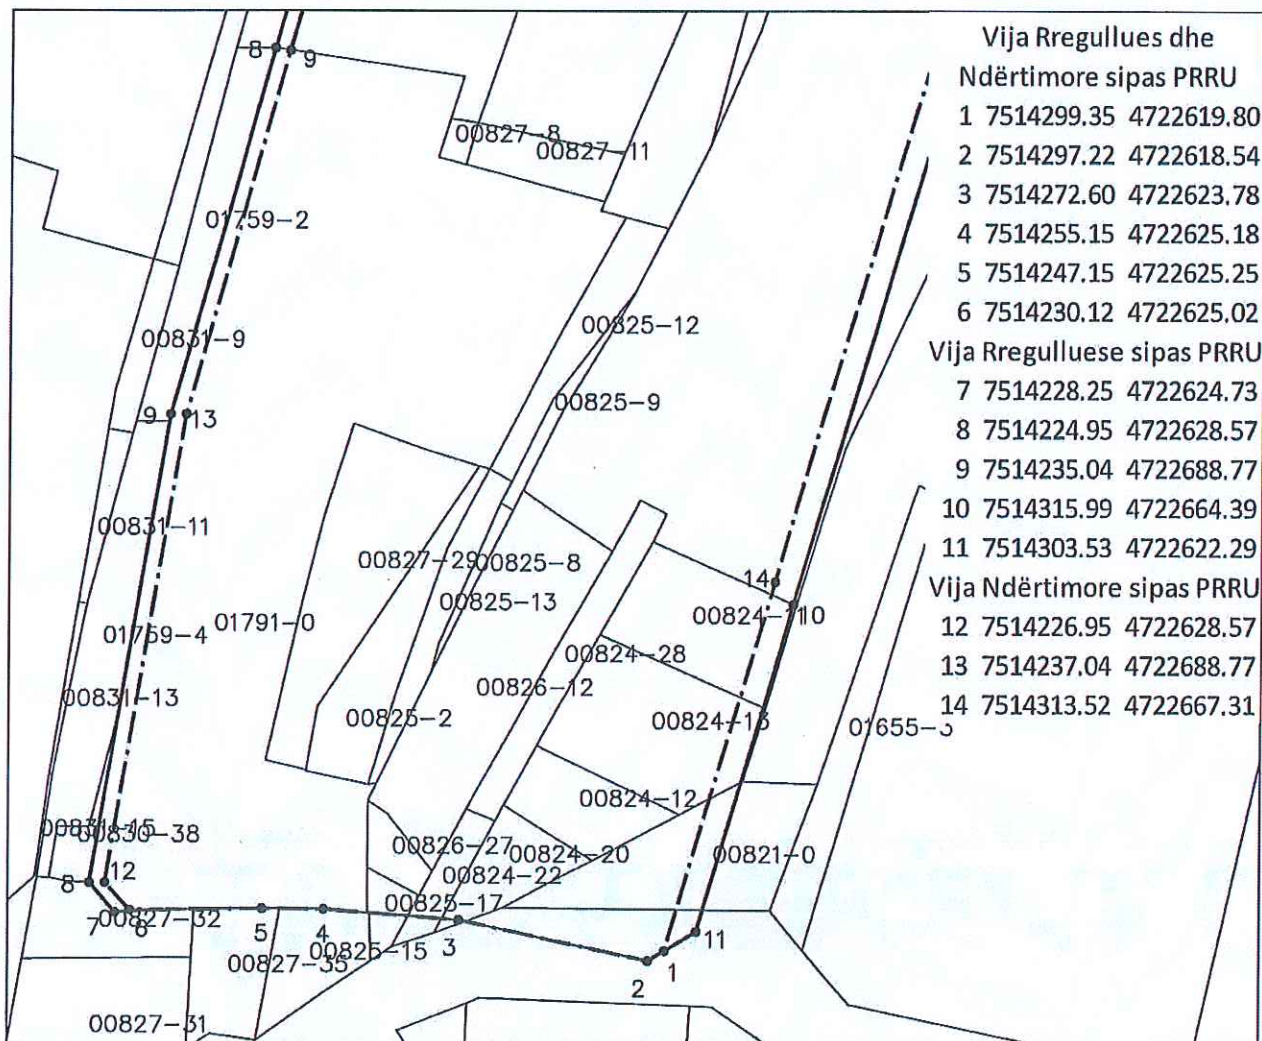 Vija Rregullues dhe
Ndërtimore sipas PRRU
1 7514299.35 4722619.80
2 7514297.22 4722618.54
3 7514272.60 4722623.78
4 7514255.15 4722625.18
5 7514247.15 4722625.25
6 7514230.12 4722625.02
Vija Rregulluese sipas PRRU
7 7514228.25 4722624.73
8 7514224.95 4722628.57
9 7514235.04 4722688.77
10 7514315.99 4722664.39
11 7514303.53 4722622.29
Vija Ndërtimore sipas PRRU
12 7514226.95 4722628.57
13 7514237.04 4722688.77
14 7514313.52 4722667.31
8
9
00827-8
00827-11
01759-2
00831-9
00825-12
00825-9
9
13
00831-11
00827-29
00825-8
00825-13
14
10
01759-4
01791-0
00824-28
00826-12
00831-13
00825-2
01655-3
00824-12
00830-38
00826-27
00824-20
00821-0
8
12
00824-22
00825-17
7
00827-32
6
5
4
3
11
00827-35
1
2
00827-31